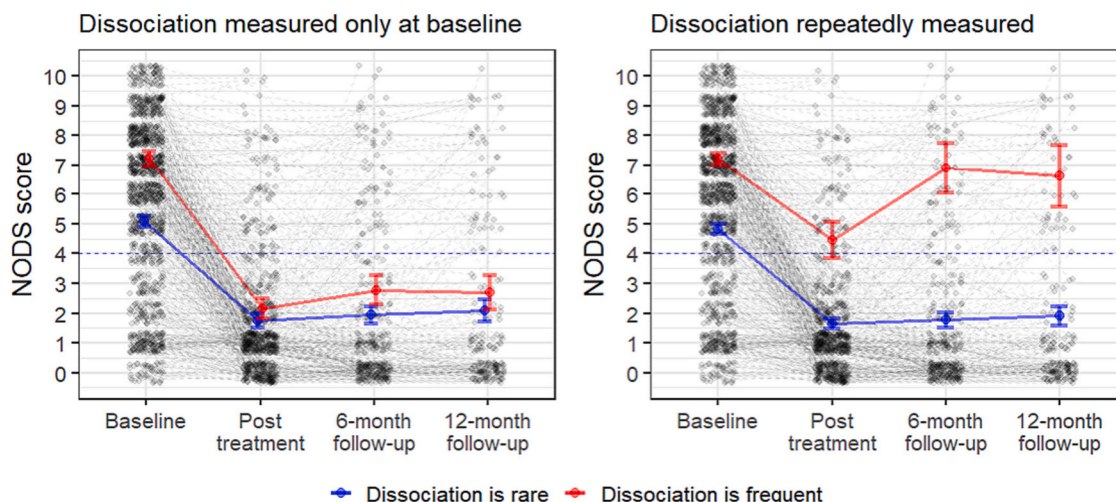 Dissociation measured only at baseline
Dissociation repeatedly measured
NODS score
10
9
8
7
6
5
4
3
2
1
0
Baseline
Post
treatment
6-month
follow-up
12-month
follow-up
NODS score
10
9
8
7
6
5
4
3
2
1
0
Baseline
Post
treatment
6-month
follow-up
12-month
follow-up
Dissociation is rare
Dissociation is frequent